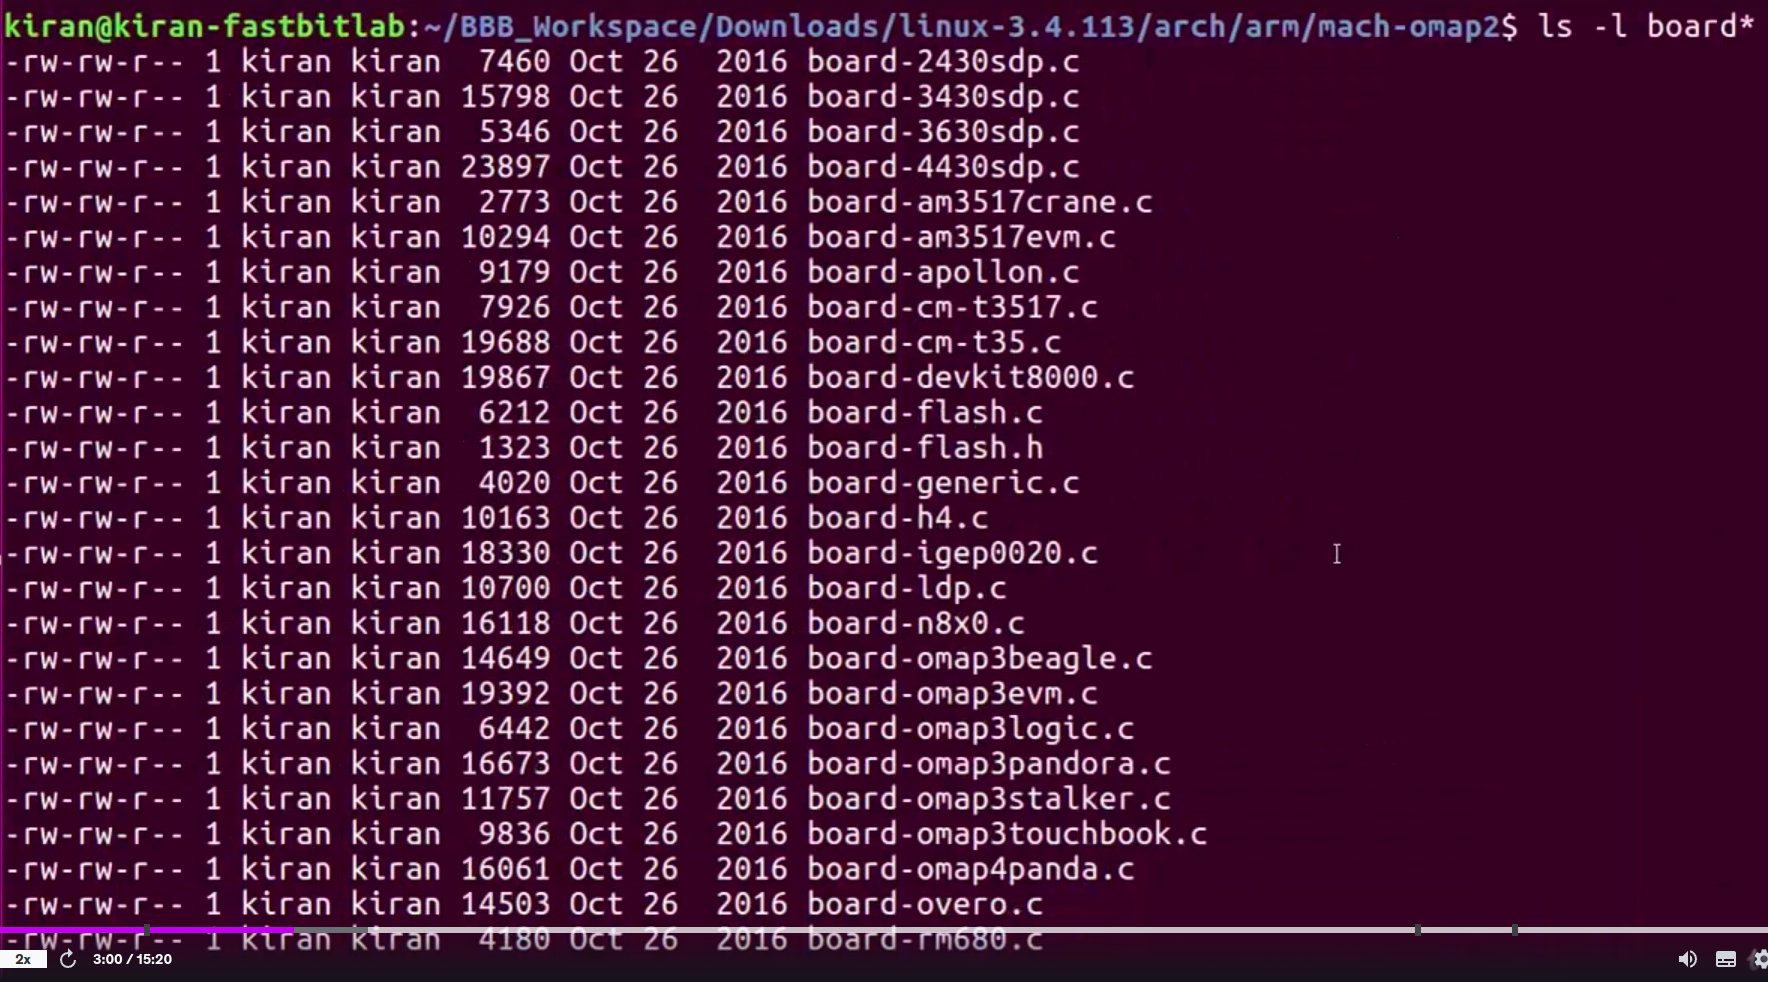 kiran@kiran-fastbitlab:~/BBB_Workspace/Downloads/linux-3.4.113/arch/arm/mach-omap2$ ls -l board*
-rw-rw-r-- 1 kiran kiran  7460 Oct 26  2016 board-2430sdp.c
-rw-rw-r-- 1 kiran kiran 15798 Oct 26  2016 board-3430sdp.c
-rw-rw-r-- 1 kiran kiran  5346 Oct 26  2016 board-3630sdp.c
-rw-rw-r-- 1 kiran kiran 23897 Oct 26  2016 board-4430sdp.c
-rw-rw-r-- 1 kiran kiran  2773 Oct 26  2016 board-am3517crane.c
-rw-rw-r-- 1 kiran kiran 10294 Oct 26  2016 board-am3517evm.c
-rw-rw-r-- 1 kiran kiran  9179 Oct 26  2016 board-apollon.c
-rw-rw-r-- 1 kiran kiran  7926 Oct 26  2016 board-cm-t3517.c
-rw-rw-r-- 1 kiran kiran 19688 Oct 26  2016 board-cm-t35.c
-rw-rw-r-- 1 kiran kiran 19867 Oct 26  2016 board-devkit8000.c
-rw-rw-r-- 1 kiran kiran  6212 Oct 26  2016 board-flash.c
-rw-rw-r-- 1 kiran kiran  1323 Oct 26  2016 board-flash.h
-rw-rw-r-- 1 kiran kiran  4020 Oct 26  2016 board-generic.c
-rw-rw-r-- 1 kiran kiran 10163 Oct 26  2016 board-h4.c
-rw-rw-r-- 1 kiran kiran 18330 Oct 26  2016 board-igep0020.c
-rw-rw-r-- 1 kiran kiran 10700 Oct 26  2016 board-ldp.c
-rw-rw-r-- 1 kiran kiran 16118 Oct 26  2016 board-n8x0.c
-rw-rw-r-- 1 kiran kiran 14649 Oct 26  2016 board-omap3beagle.c
-rw-rw-r-- 1 kiran kiran 19392 Oct 26  2016 board-omap3evm.c
-rw-rw-r-- 1 kiran kiran  6442 Oct 26  2016 board-omap3logic.c
-rw-rw-r-- 1 kiran kiran 16673 Oct 26  2016 board-omap3pandora.c
-rw-rw-r-- 1 kiran kiran 11757 Oct 26  2016 board-omap3stalker.c
-rw-rw-r-- 1 kiran kiran  9836 Oct 26  2016 board-omap3touchbook.c
-rw-rw-r-- 1 kiran kiran 16061 Oct 26  2016 board-omap4panda.c
-rw-rw-r-- 1 kiran kiran 14503 Oct 26  2016 board-overo.c
-rw-rw-r-- 1 kiran kiran  4180 Oct 26  2016 board-rm680.c
2x 3:00 / 15:20